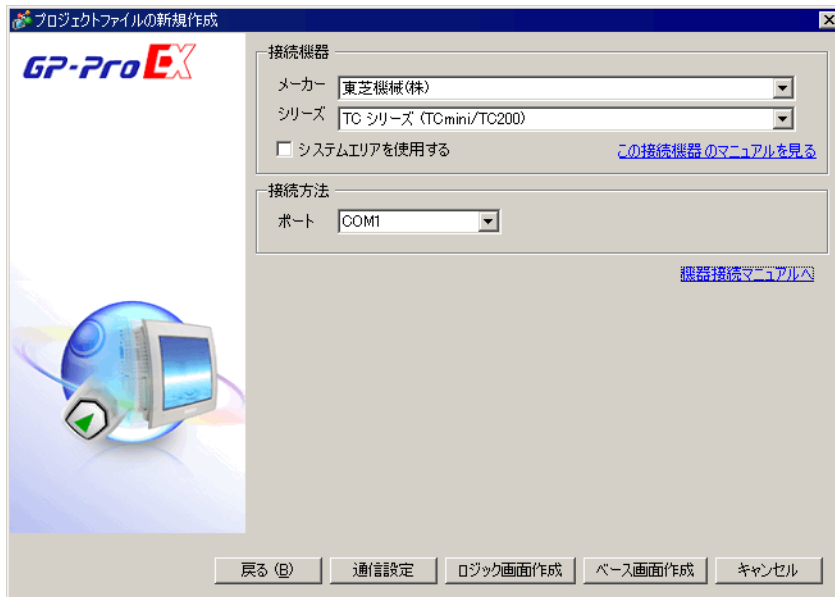 プロジェクトファイルの新規作成
GP-Pro EX
接続機器
メーカー 東芝機械(株)
シリーズ TC シリーズ (TCmini/TC200)
システムエリアを使用する この接続機器のマニュアルを見る
接続方法
ポート COM1
機器接続マニュアルへ
戻る (B) 通信設定 ロジック画面作成 ベース画面作成 キャンセル